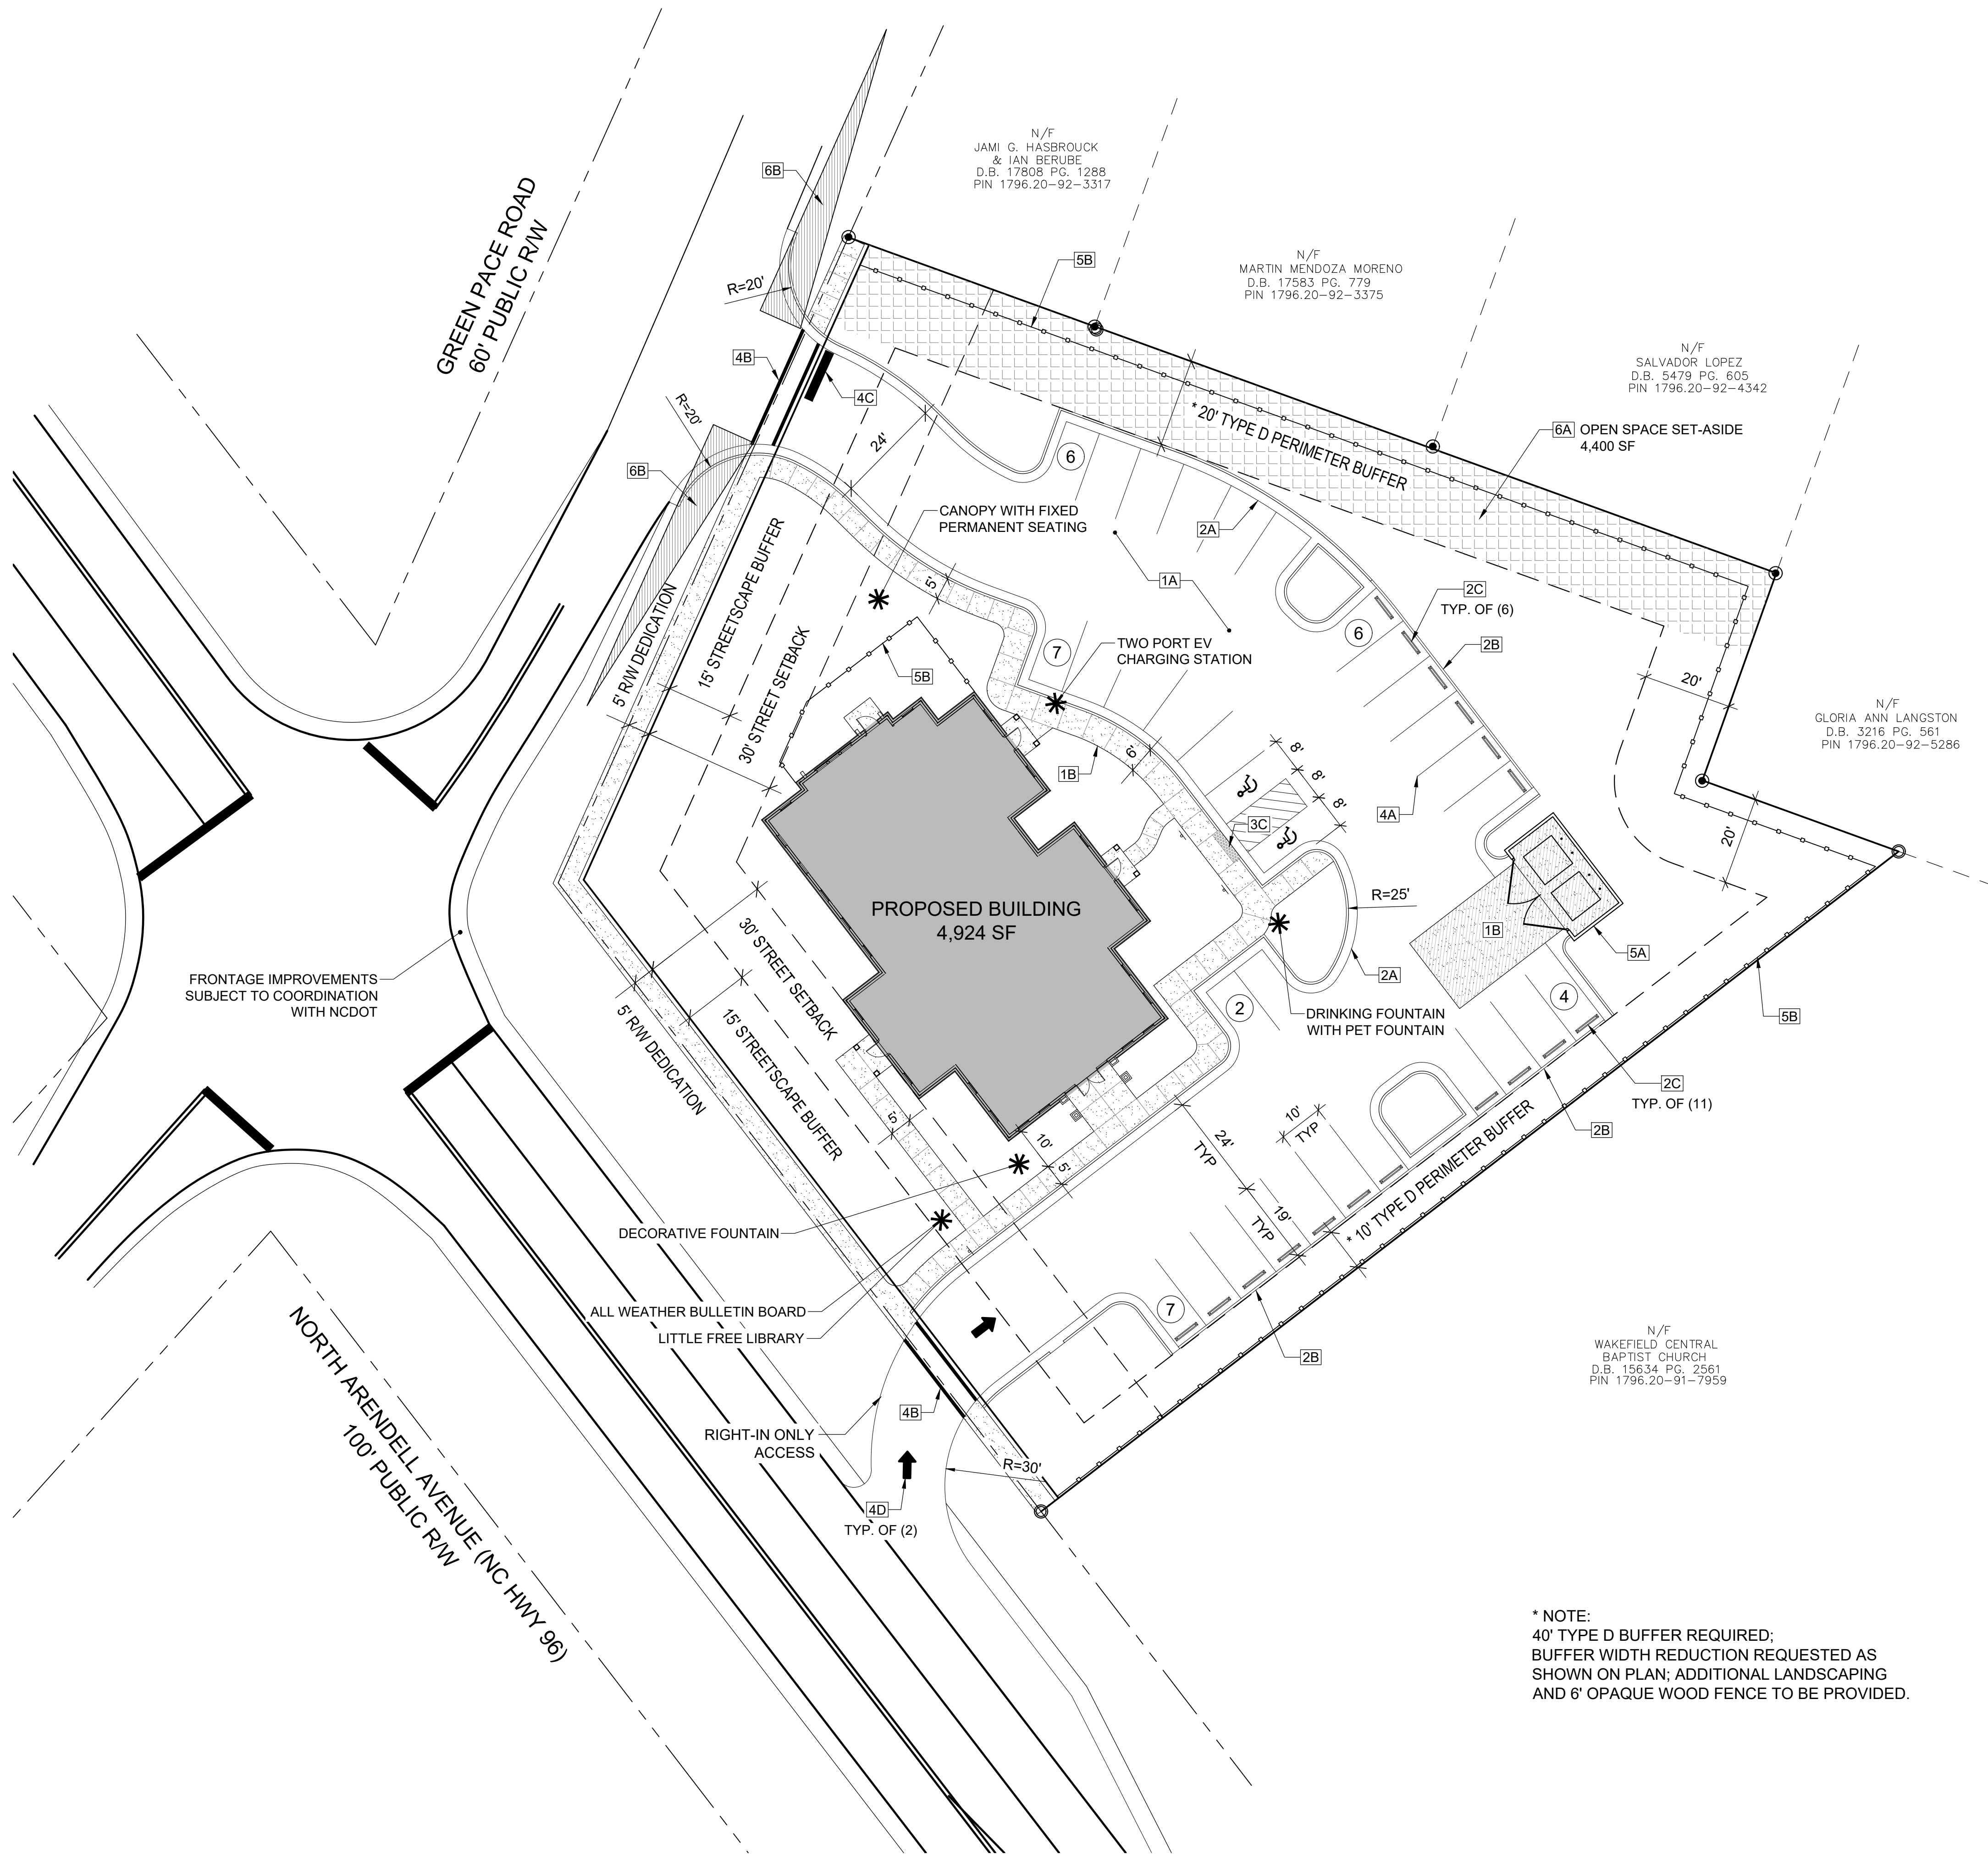 GREEN PACE ROAD
60' PUBLIC R/W
N/F
JAMI G. HASBROUCK
& IAN BERUBE
D.B. 17808 PG. 1288
PIN 1796.20-92-3317
6B
5B
N/F
MARTIN MENDOZA MORENO
D.B. 17583 PG. 779
PIN 1796.20-92-3375
R=20'
4B
4C
R=20'
24'
N/F
SALVADOR LOPEZ
D.B. 5479 PG. 605
PIN 1796.20-92-4342
6A OPEN SPACE SET-ASIDE
4,400 SF
* 20' TYPE D PERIMETER BUFFER
6
6B
CANOPY WITH FIXED
PERMANENT SEATING
2A
1A
5'
2C
TYP. OF (6)
6
2B
7
TWO PORT EV
CHARGING STATION
5' R/W DEDICATION
15' STREETSCAPE BUFFER
30' STREET SETBACK
5B
20'
N/F
GLORIA ANN LANGSTON
D.B. 3216 PG. 561
PIN 1796.20-92-5286
6'
1B
8'
8'
8'
3C
4A
20'
PROPOSED BUILDING
4,924 SF
R=25'
1B
5A
2A
FRONTAGE IMPROVEMENTS
SUBJECT TO COORDINATION
WITH NCDOT
30' STREET SETBACK
15' STREETSCAPE BUFFER
5' R/W DEDICATION
2
4
DRINKING FOUNTAIN
WITH PET FOUNTAIN
5B
2C
TYP. OF (11)
2B
5'
10'
5'
24'
TYP
10'
TYP
19'
TYP
* 10' TYPE D PERIMETER BUFFER
DECORATIVE FOUNTAIN
ALL WEATHER BULLETIN BOARD
LITTLE FREE LIBRARY
7
2B
N/F
WAKEFIELD CENTRAL
BAPTIST CHURCH
D.B. 15634 PG. 2561
PIN 1796.20-91-7959
4B
RIGHT-IN ONLY
ACCESS
R=30'
4D
TYP. OF (2)
NORTH ARENDELL AVENUE (NC HWY 96)
100' PUBLIC R/W
* NOTE:
40' TYPE D BUFFER REQUIRED;
BUFFER WIDTH REDUCTION REQUESTED AS
SHOWN ON PLAN; ADDITIONAL LANDSCAPING
AND 6' OPAQUE WOOD FENCE TO BE PROVIDED.